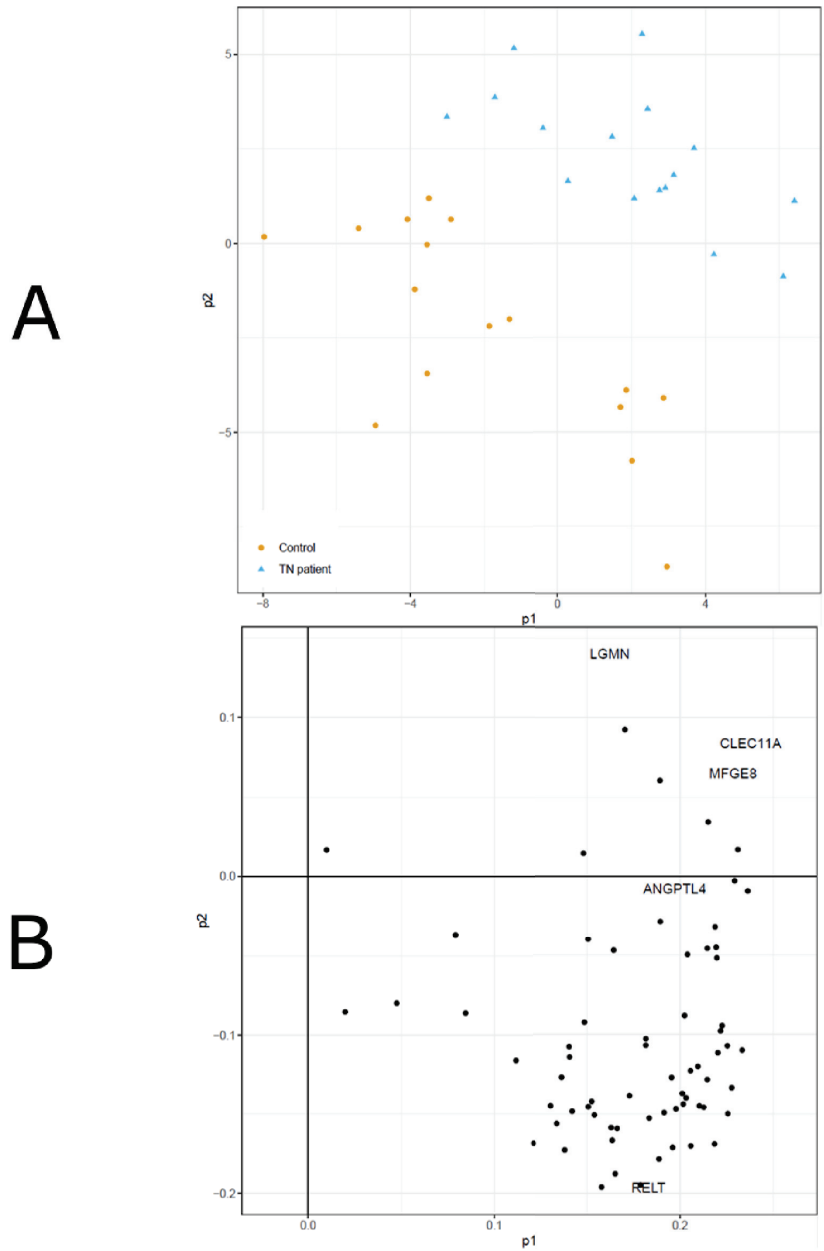 A
5
0
−5
p2
Control
TN patient
−8
−4
0
4
p1
B
LGMN
0.1
CLEC11A
MFGE8
0.0
ANGPTL4
p2
−0.1
−0.2
RELT
0.0
0.1
0.2
p1